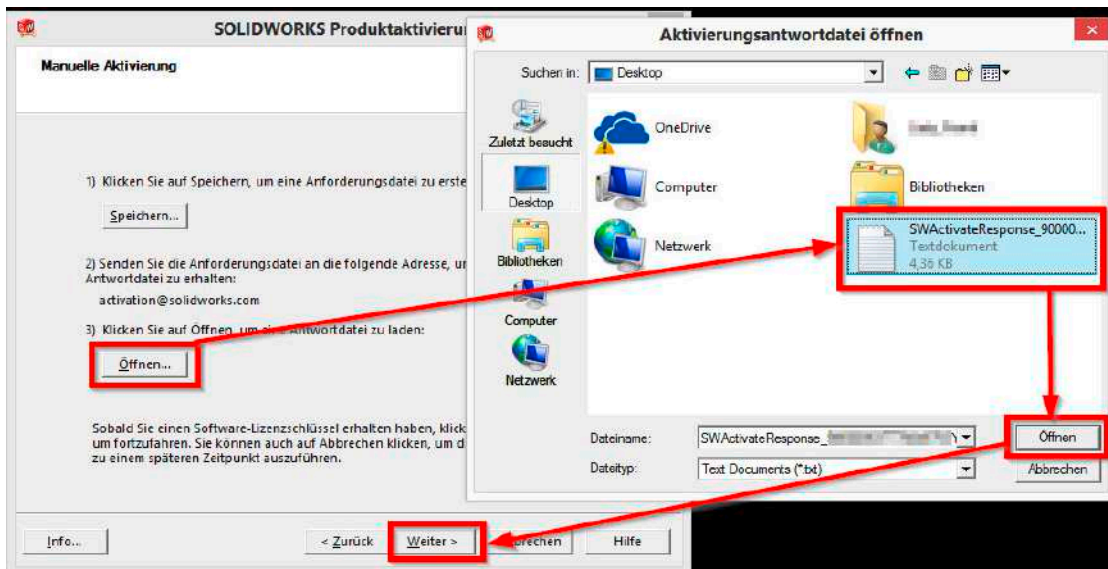 SOLIDWORKS Produktaktivieru
Manuelle Aktivierung
1) Klicken Sie auf Speichern, um eine Anforderungsdatei zu erste
Speichern...
2) Senden Sie die Anforderungsdatei an die folgende Adresse, ur
Antwortdatei zu erhalten:
activation@solidworks.com
3) Klicken Sie auf Öffnen, um eine Antwortdatei zu laden:
Öffnen...
Sobald Sie einen Software-Lizenzschlüssel erhalten haben, klick
um fortzufahren. Sie können auch auf Abbrechen klicken, um d
zu einem späteren Zeitpunkt auszuführen.
Info...
< Zurück
Weiter >
brechen
Hilfe
Aktivierungsantwortdatei öffnen
Suchen in:
Desktop
Zuletzt besucht
Desktop
Bibliotheken
Computer
Netzwerk
OneDrive
Computer
Bibliotheken
Netzwerk
SWActivateResponse_90000...
Textdokument
4,36 KB
Dateiname:
SWActivateResponse_
Öffnen
Dateityp:
Text Documents (*.txt)
Abbrechen